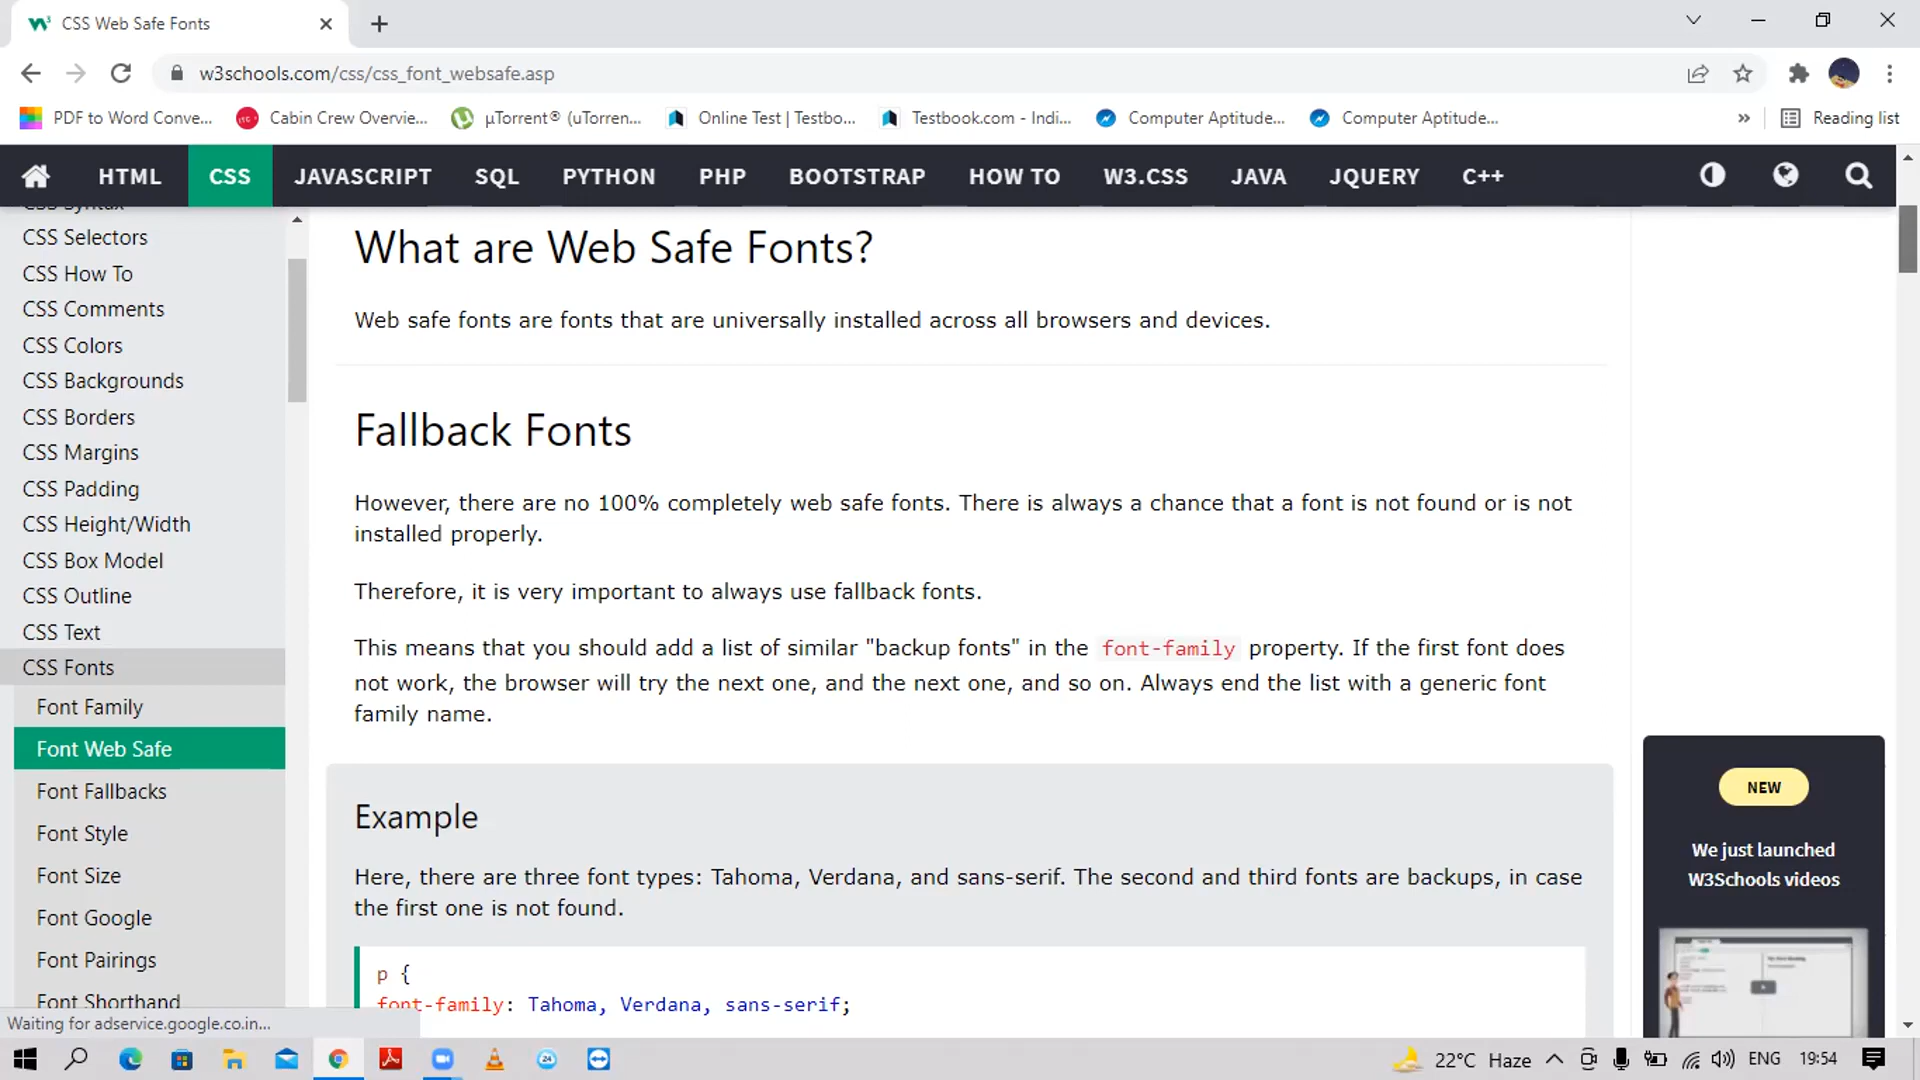 CSS Web Safe Fonts
w3schools.com/css/css_font_websafe.asp
PDF to Word Conve...
Cabin Crew Overvie...
µTorrent® (uTorren...
Online Test | Testbo...
Testbook.com - Indi...
Computer Aptitude...
Computer Aptitude...
»
Reading list
HTML
CSS
JAVASCRIPT
SQL
PYTHON
PHP
BOOTSTRAP
HOW TO
W3.CSS
JAVA
JQUERY
C++
CSS Syntax
CSS Selectors
CSS How To
CSS Comments
CSS Colors
CSS Backgrounds
CSS Borders
CSS Margins
CSS Padding
CSS Height/Width
CSS Box Model
CSS Outline
CSS Text
CSS Fonts
Font Family
Font Web Safe
Font Fallbacks
Font Style
Font Size
Font Google
Font Pairings
Font Shorthand
What are Web Safe Fonts?
Web safe fonts are fonts that are universally installed across all browsers and devices.
Fallback Fonts
However, there are no 100% completely web safe fonts. There is always a chance that a font is not found or is not
installed properly.
Therefore, it is very important to always use fallback fonts.
This means that you should add a list of similar "backup fonts" in the font-family property. If the first font does
not work, the browser will try the next one, and the next one, and so on. Always end the list with a generic font
family name.
Example
Here, there are three font types: Tahoma, Verdana, and sans-serif. The second and third fonts are backups, in case
the first one is not found.
p {
font-family: Tahoma, Verdana, sans-serif;
NEW
We just launched
W3Schools videos
Waiting for adservice.google.co.in...
22°C Haze
ENG
19:54